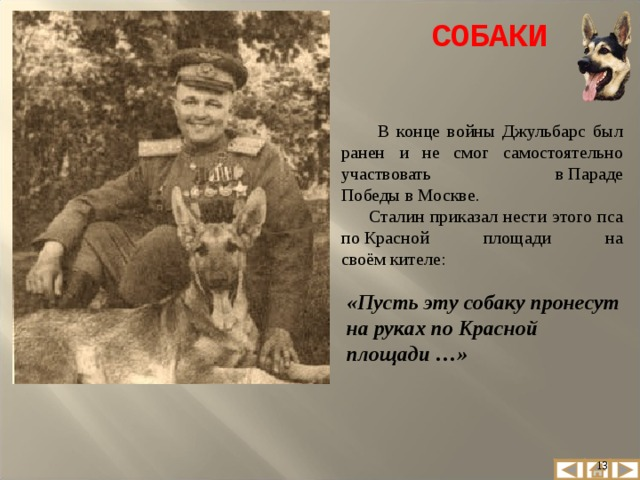 СОБАКИ
В конце войны Джульбарс был
ранен и не смог самостоятельно
участвовать в Параде
Победы в Москве.
Сталин приказал нести этого пса
по Красной площади на
своём кителе:
«Пусть эту собаку пронесут
на руках по Красной
площади …»
13